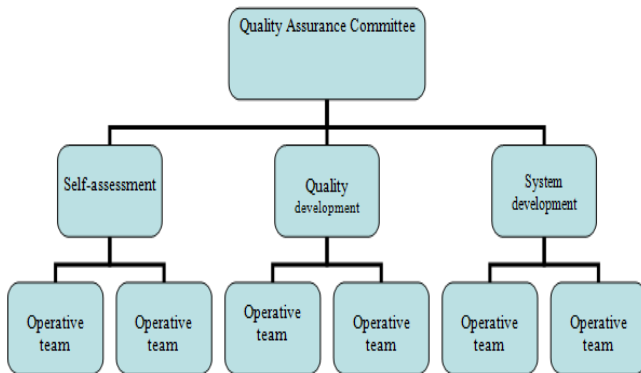 Quality Assurance Committee
Self-assessment
Quality
development
System
development
Operative
team
Operative
team
Operative
team
Operative
team
Operative
team
Operative
team